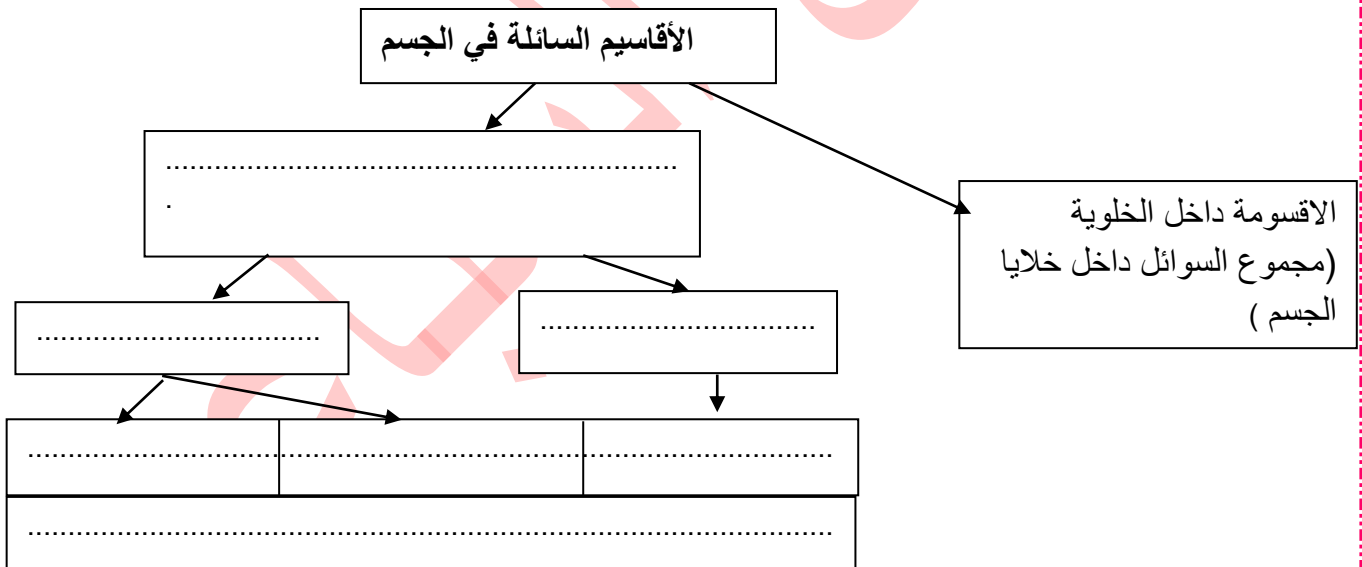 الأقاسيم السائلة في الجسم
...............................................................
.
الاقسومة داخل الخلوية
(مجموع السوائل داخل خلايا
الجسم )
..................................
...................................
...................................................................................................
...................................................................................................